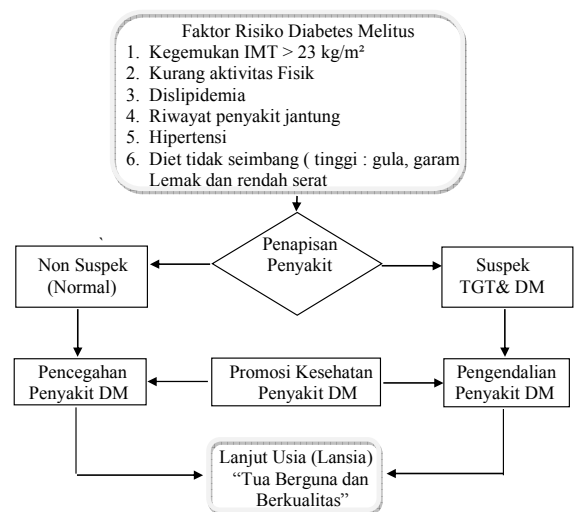 Faktor Risiko Diabetes Melitus
1. Kegemukan IMT > 23 kg/m²
2. Kurang aktivitas Fisik
3. Dislipidemia
4. Riwayat penyakit jantung
5. Hipertensi
6. Diet tidak seimbang ( tinggi : gula, garam
Lemak dan rendah serat
Penapisan
Penyakit
Non Suspek
(Normal)
Suspek
TGT& DM
Pencegahan
Penyakit DM
Promosi Kesehatan
Penyakit DM
Pengendalian
Penyakit DM
Lanjut Usia (Lansia)
“Tua Berguna dan
Berkualitas”